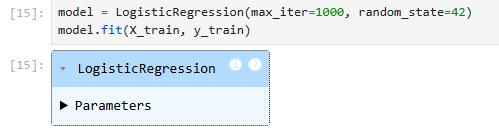 [15]: model = LogisticRegression(max_iter=1000, random_state=42)
model.fit(X_train, y_train)
[15]: ▾ LogisticRegression i ?
▶ Parameters